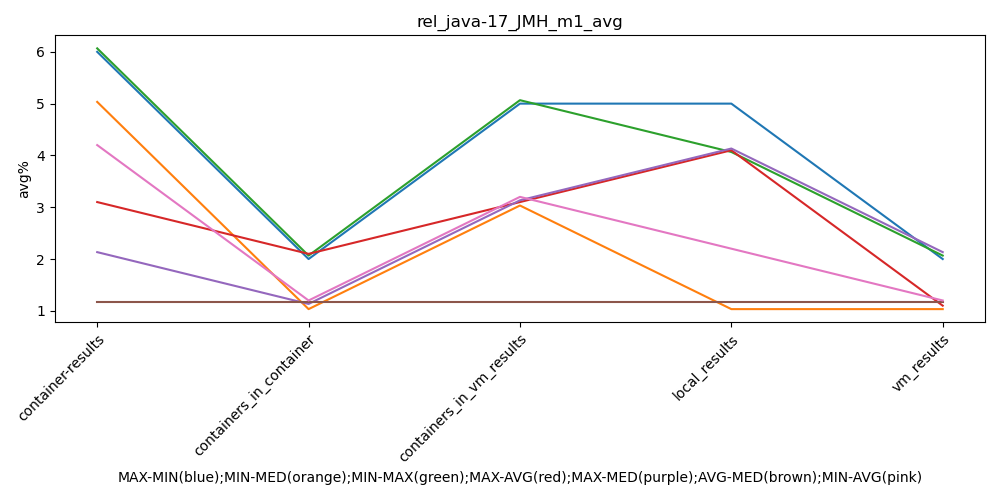 rel_java-17_JMH_m1_avg
avg%
6
5
4
3
2
1
container-results
containers_in_container
containers_in_vm_results
local_results
vm_results
MAX-MIN(blue);MIN-MED(orange);MIN-MAX(green);MAX-AVG(red);MAX-MED(purple);AVG-MED(brown);MIN-AVG(pink)